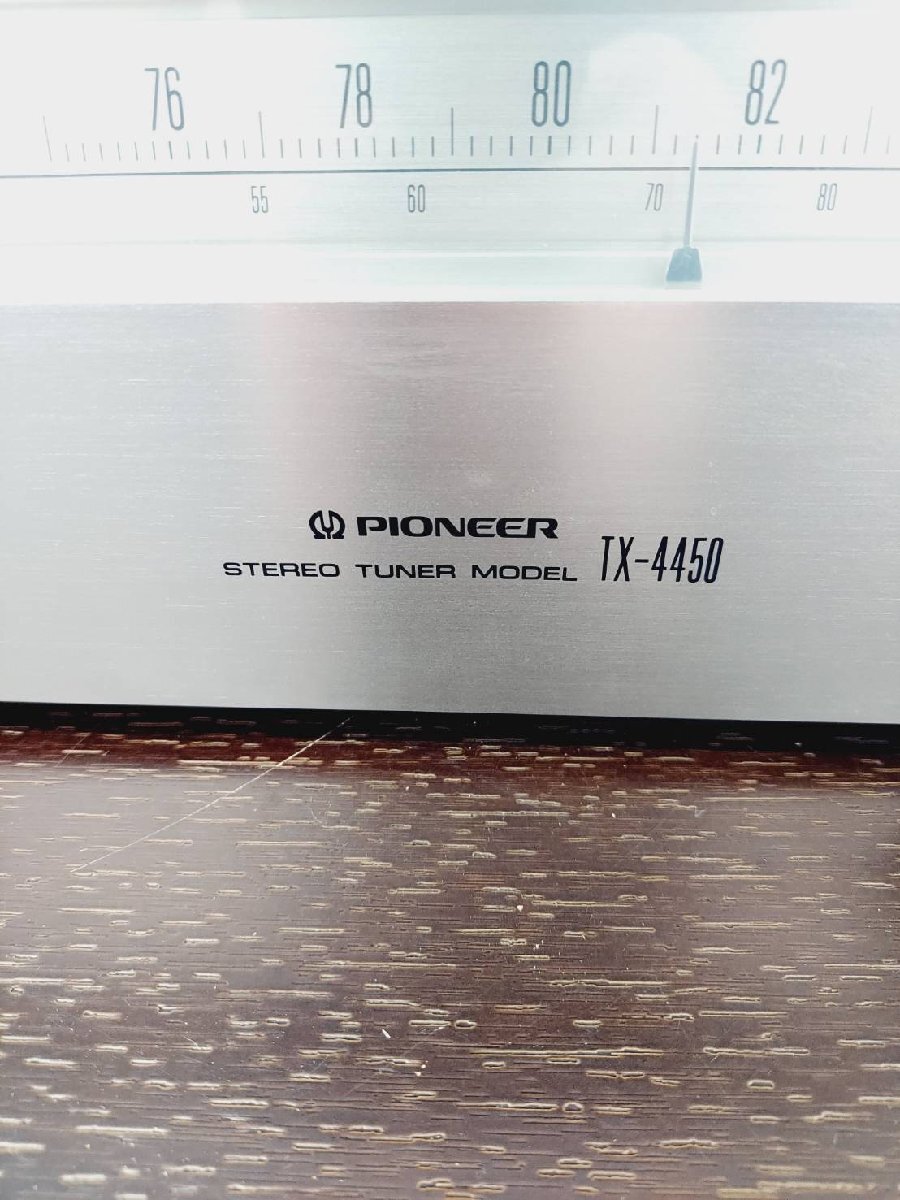 76 78 80 82
55 60 70 80
PIONEER
STEREO TUNER MODEL TX-4450